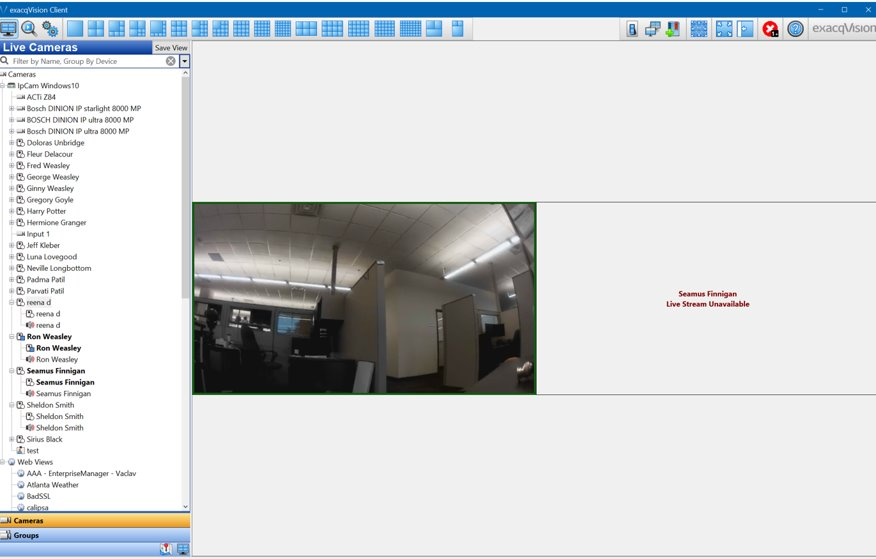 exacqVision Client
exacqVision
Live Cameras
Save View
Filter by Name, Group By Device
Cameras
IpCam Windows10
ACTi Z84
Bosch DINION IP starlight 8000 MP
BOSCH DINION IP ultra 8000 MP
Bosch DINION IP ultra 8000 MP
Doloras Unbridge
Fleur Delacour
Fred Weasley
George Weasley
Ginny Weasley
Gregory Goyle
Harry Potter
Hermione Granger
Input 1
Jeff Kleber
Luna Lovegood
Neville Longbottom
Padma Patil
Parvati Patil
reena d
reena d
reena d
Ron Weasley
Ron Weasley
Ron Weasley
Seamus Finnigan
Seamus Finnigan
Seamus Finnigan
Sheldon Smith
Sheldon Smith
Sheldon Smith
Sirius Black
test
Web Views
AAA - EnterpriseManager - Vaclav
Atlanta Weather
BadSSL
calipsa
Cameras
Groups
Seamus Finnigan
Live Stream Unavailable